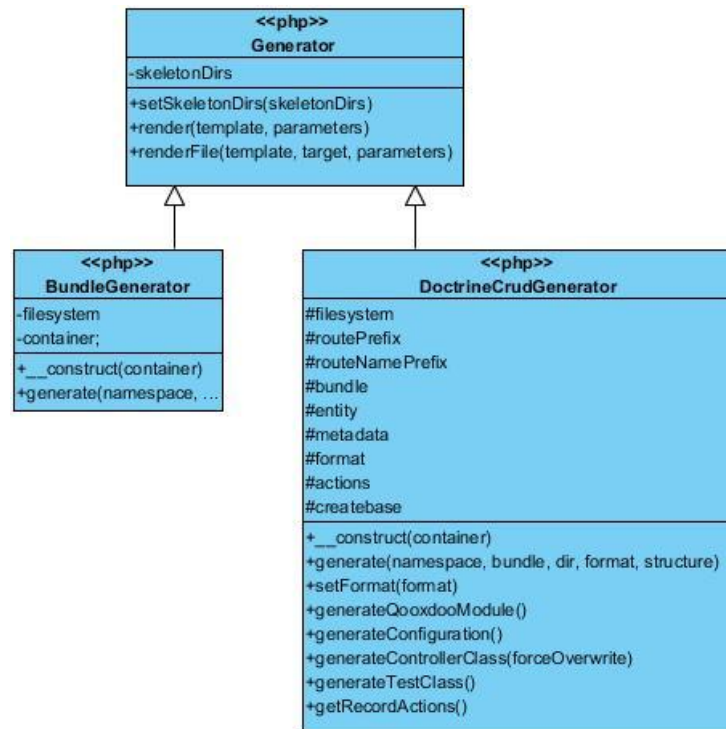 <<php>>
Generator
-skeletonDirs
+setSkeletonDirs(skeletonDirs)
+render(template, parameters)
+renderFile(template, target, parameters)
<<php>>
BundleGenerator
-filesystem
-container;
+__construct(container)
+generate(namespace, ...
<<php>>
DoctrineCrudGenerator
#filesystem
#routePrefix
#routeNamePrefix
#bundle
#entity
#metadata
#format
#actions
#createbase
+__construct(container)
+generate(namespace, bundle, dir, format, structure)
+setFormat(format)
+generateQooxdooModule()
+generateConfiguration()
+generateControllerClass(forceOverwrite)
+generateTestClass()
+getRecordActions()